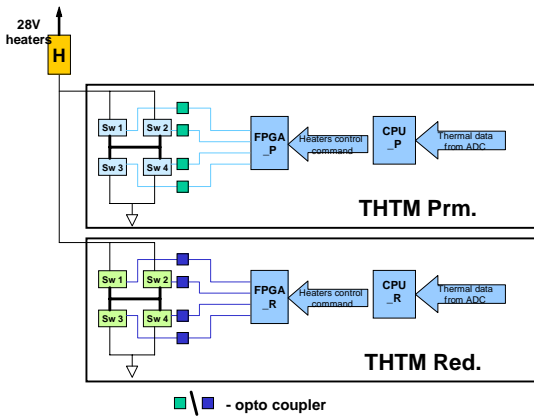 28V
heaters
H
Sw 1
Sw 2
Sw 3
Sw 4
FPGA
_P
Heaters control
command
CPU
_P
Thermal data
from ADC
THTM Prm.
Sw 1
Sw 2
Sw 3
Sw 4
FPGA
_R
Heaters control
command
CPU
_R
Thermal data
from ADC
THTM Red.
\ - opto coupler